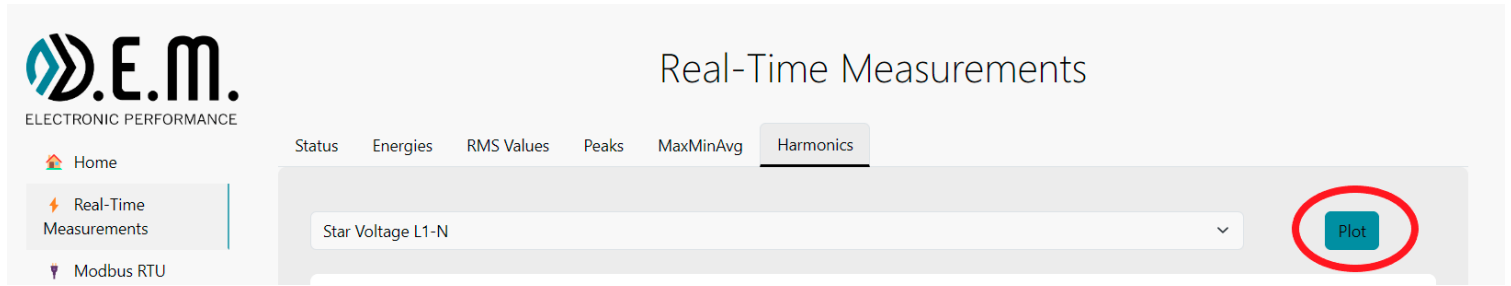 D.E.M.
ELECTRONIC PERFORMANCE
Real-Time Measurements
Home
Real-Time
Measurements
Modbus RTU
Status Energies RMS Values Peaks MaxMinAvg Harmonics
Star Voltage L1-N
Plot